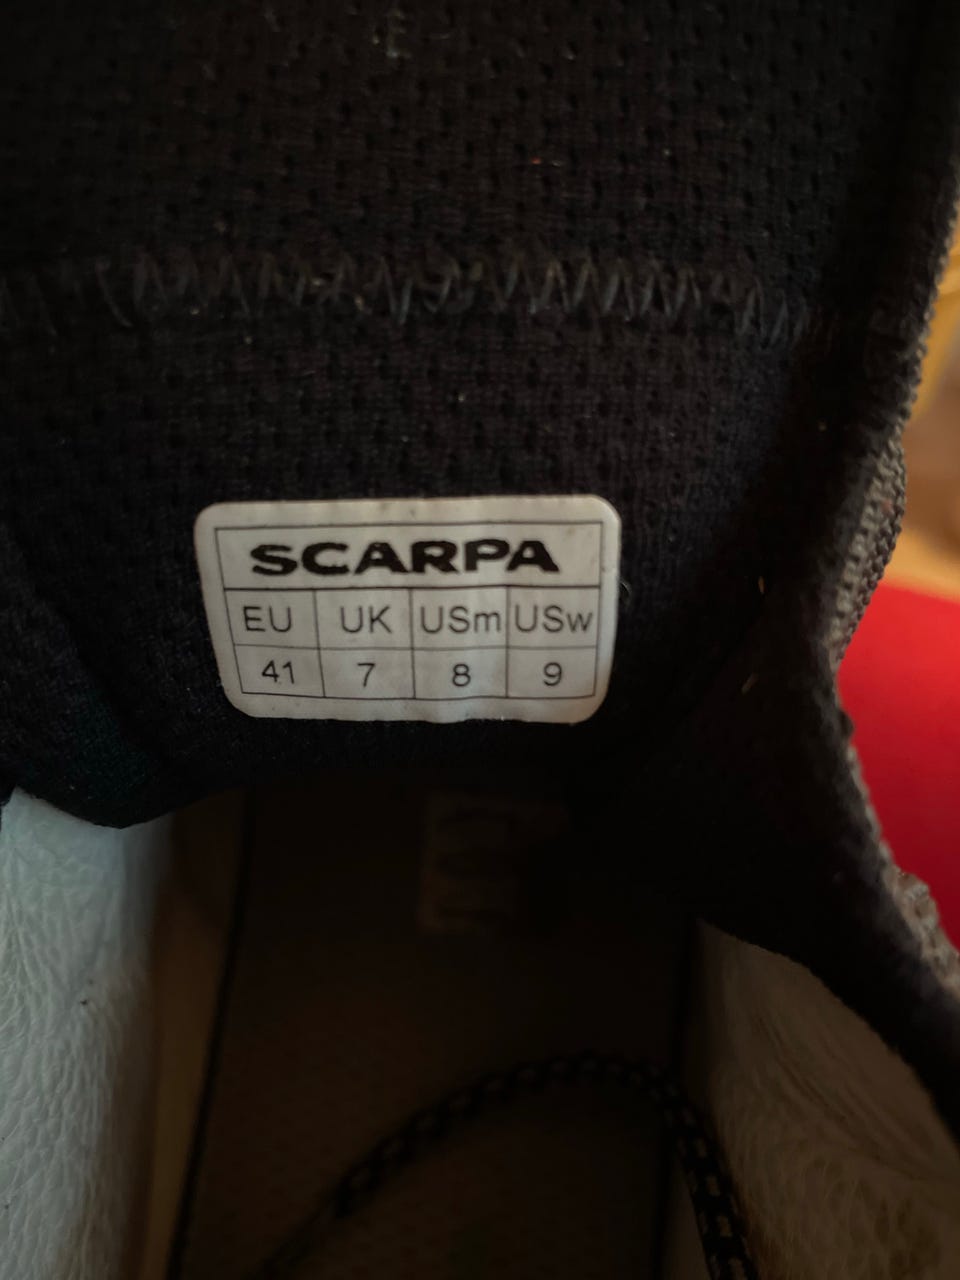 SCARPA
EU UK USm USw
41 7 8 9